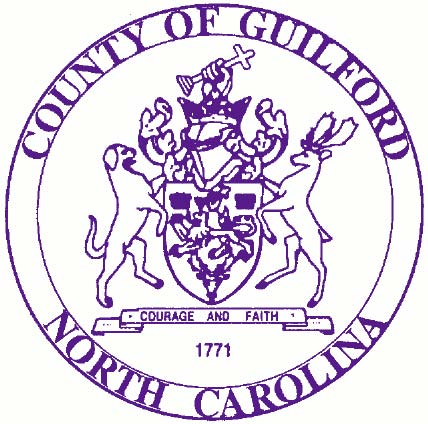 COUNTY OF GUILFORD
COURAGE AND FAITH
1771
NORTH CAROLINA